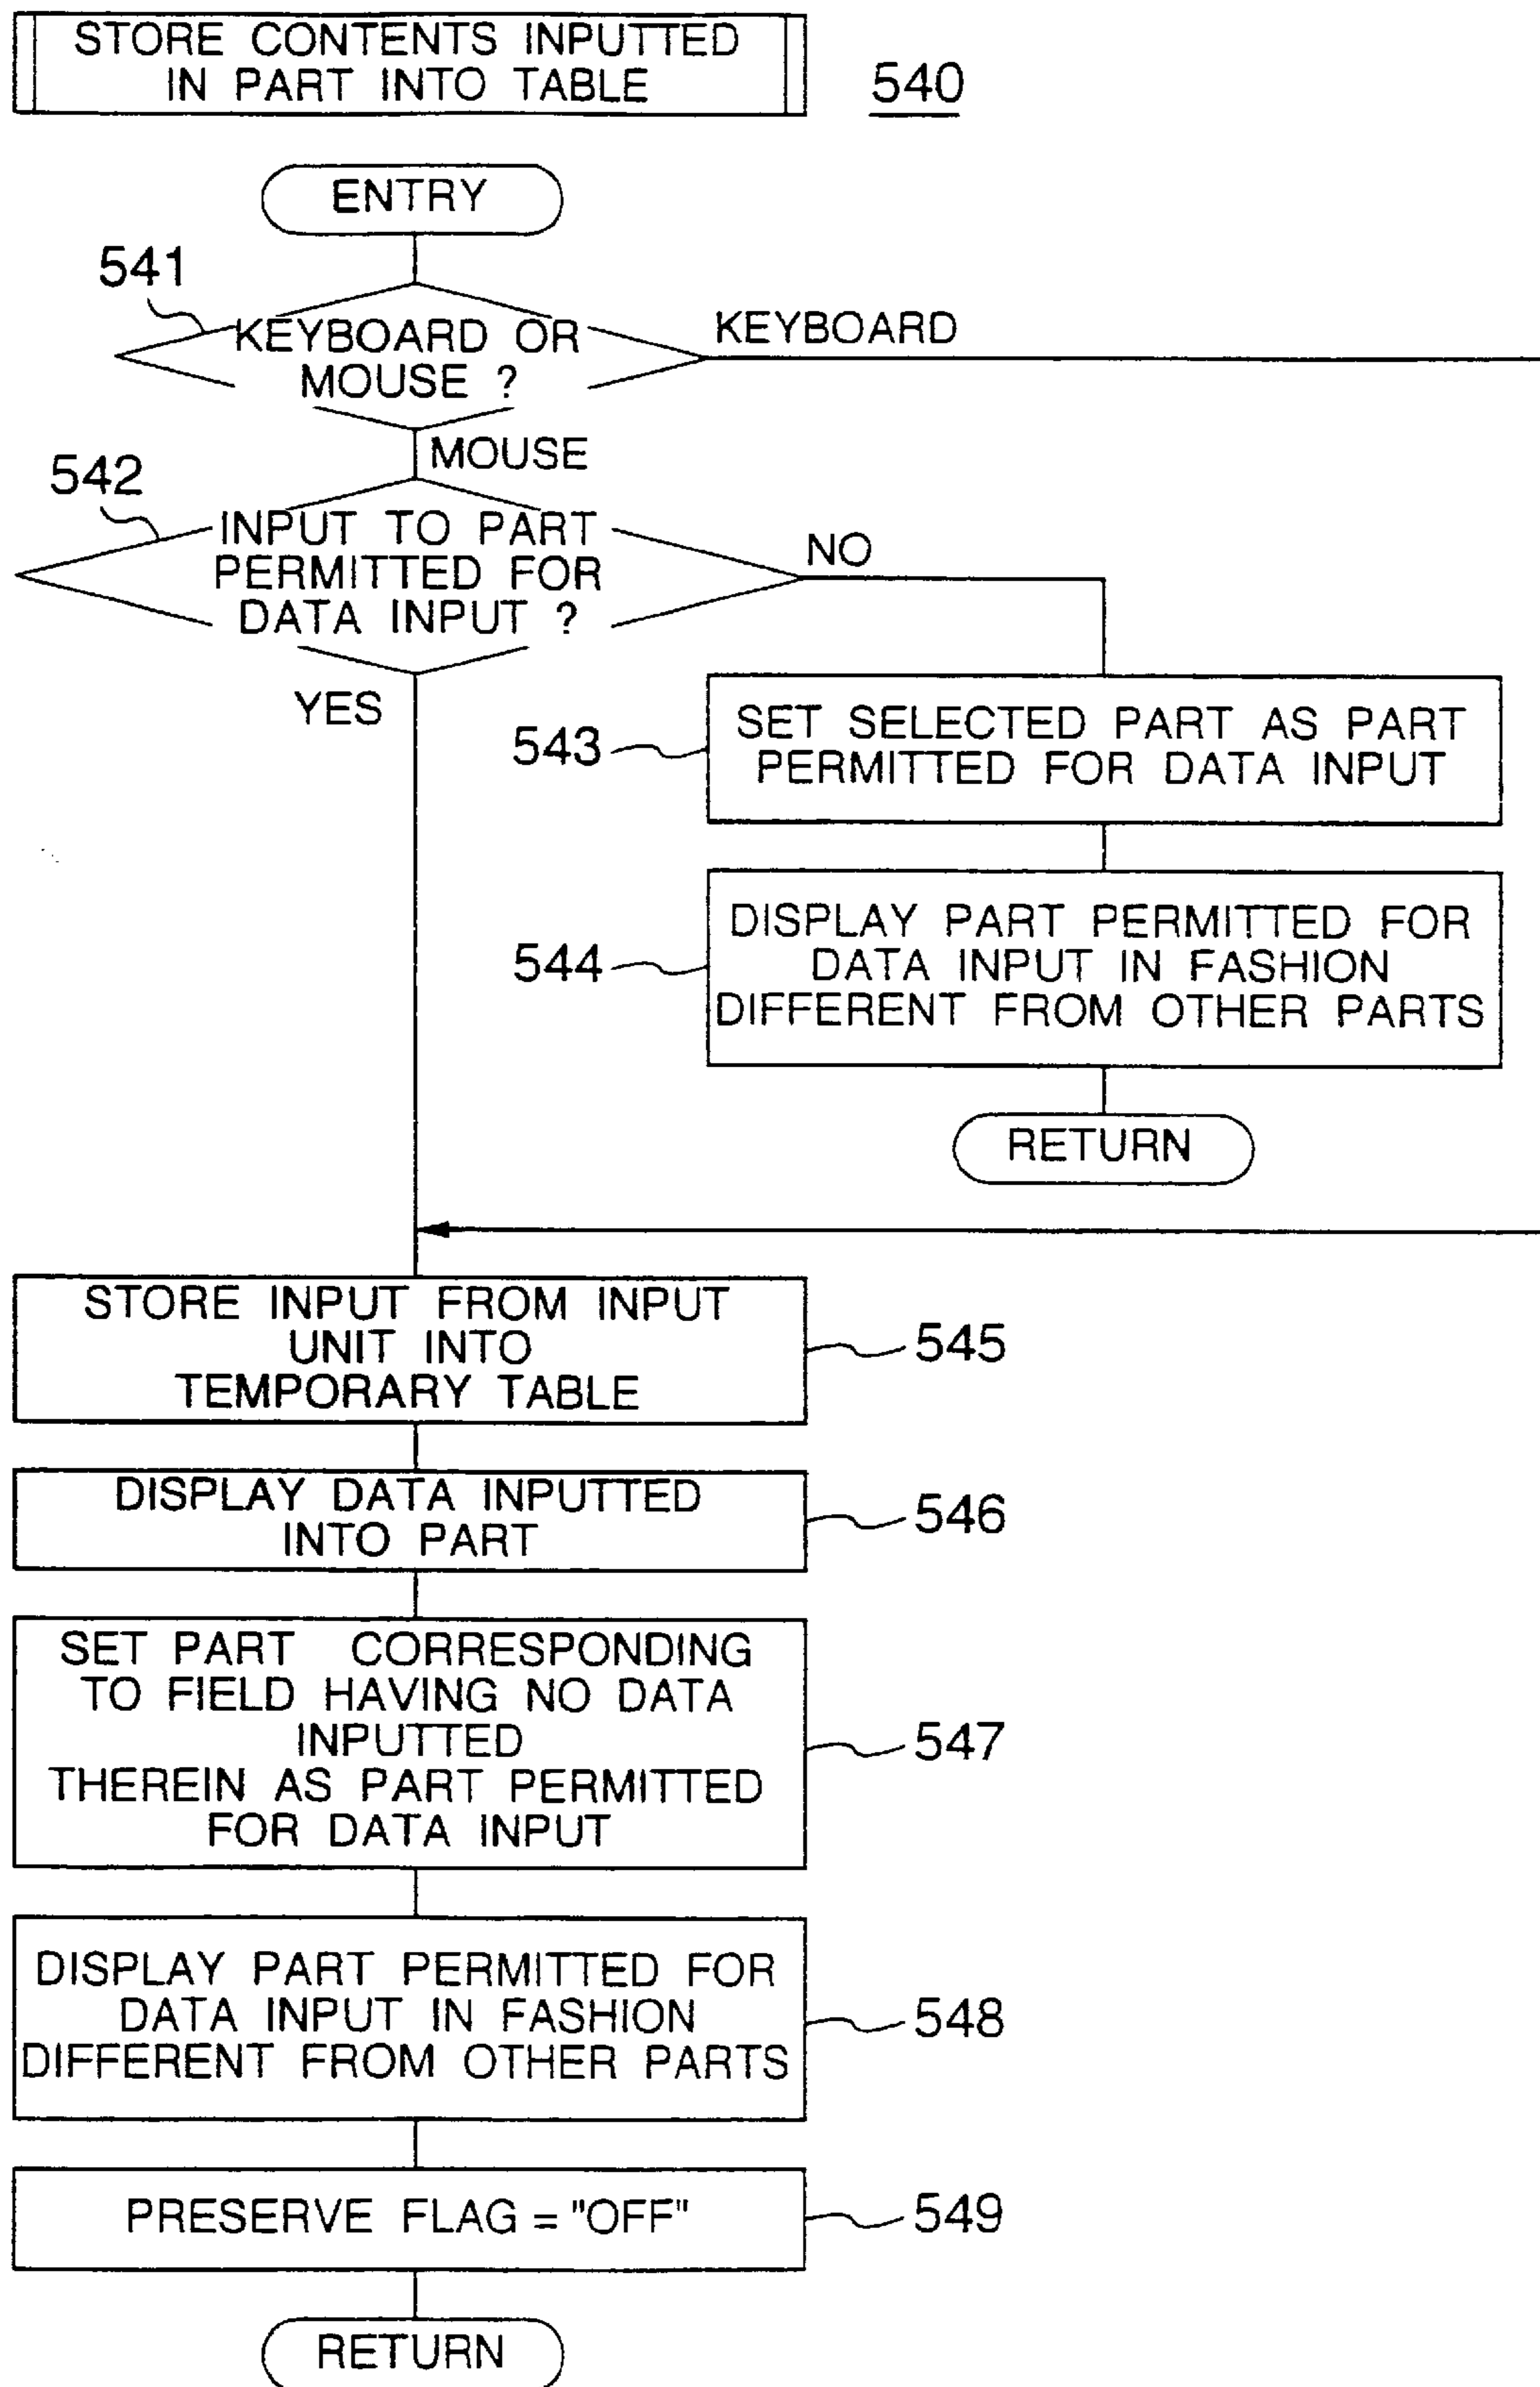 STORE CONTENTS INPUTTED
IN PART INTO TABLE
540
ENTRY
541
KEYBOARD OR
MOUSE ?
KEYBOARD
MOUSE
542
INPUT TO PART
PERMITTED FOR
DATA INPUT ?
NO
YES
543
SET SELECTED PART AS PART
PERMITTED FOR DATA INPUT
544
DISPLAY PART PERMITTED FOR
DATA INPUT IN FASHION
DIFFERENT FROM OTHER PARTS
RETURN
STORE INPUT FROM INPUT
UNIT INTO
TEMPORARY TABLE
545
DISPLAY DATA INPUTTED
INTO PART
546
SET PART CORRESPONDING
TO FIELD HAVING NO DATA
INPUTTED
THEREIN AS PART PERMITTED
FOR DATA INPUT
547
DISPLAY PART PERMITTED FOR
DATA INPUT IN FASHION
DIFFERENT FROM OTHER PARTS
548
PRESERVE FLAG = "OFF"
549
RETURN